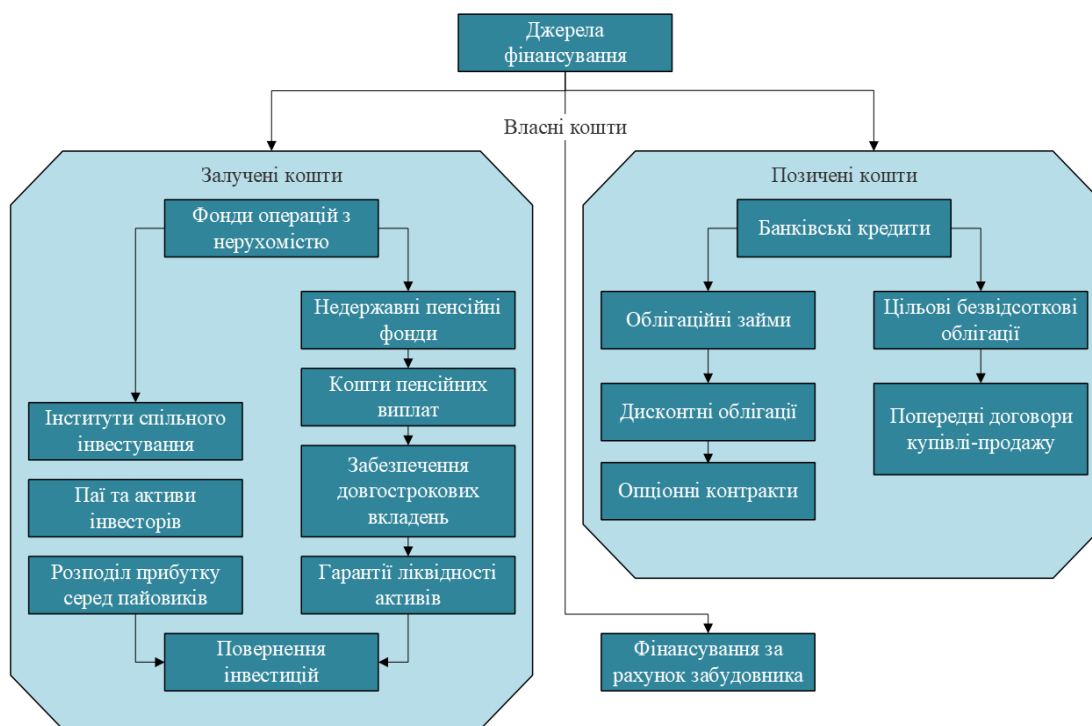 Джерела
фінансування
Власні кошти
Залучені кошти
Фонди операцій з
нерухомістю
Недержавні пенсійні
фонди
Кошти пенсійних
виплат
Інститути спільного
інвестування
Забезпечення
довгострокових
вкладень
Паї та активи
інвесторів
Розподіл прибутку
серед пайовиків
Гарантії ліквідності
активів
Повернення
інвестицій
Позичені кошти
Банківські кредити
Облігаційні займи
Цільові безвідсоткові
облігації
Дисконтні облігації
Попередні договори
купівлі-продажу
Опціонні контракти
Фінансування за
рахунок забудовника